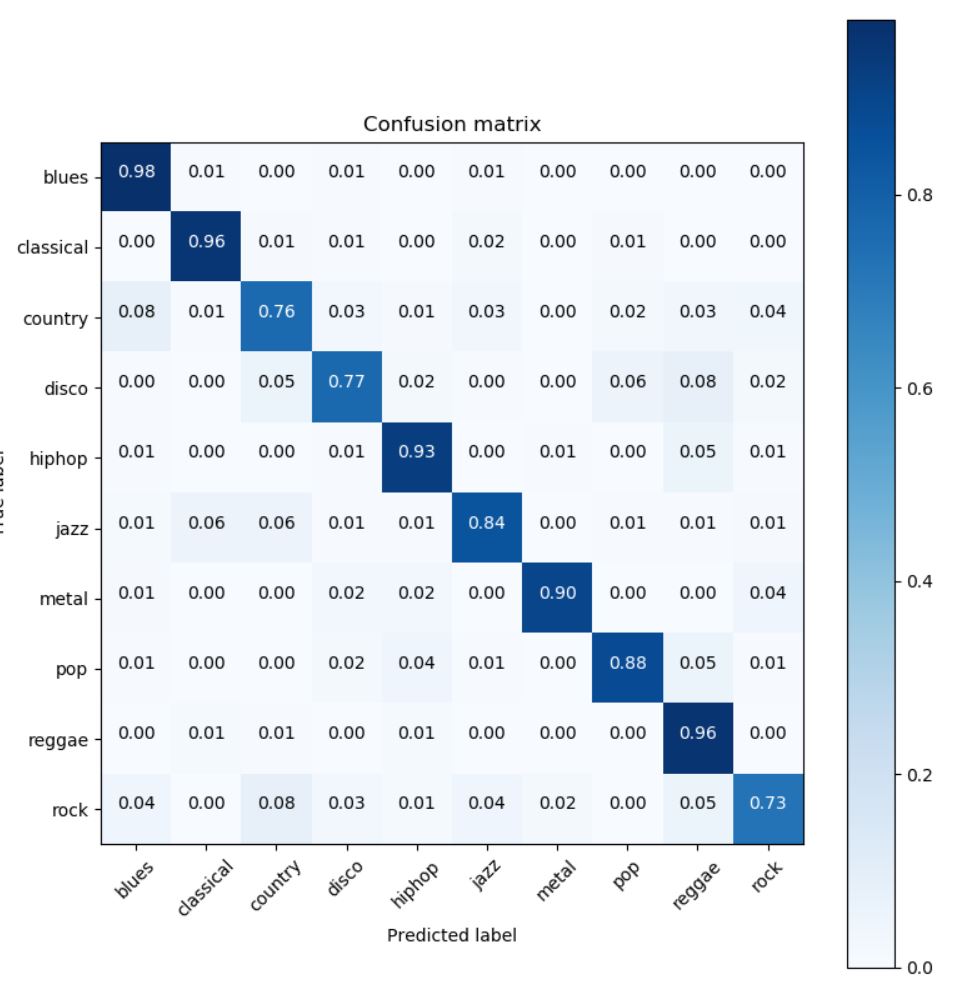 Confusion matrix
blues 0.98 0.01 0.00 0.01 0.00 0.01 0.00 0.00 0.00 0.00
classical 0.00 0.96 0.01 0.01 0.00 0.02 0.00 0.01 0.00 0.00
country 0.08 0.01 0.76 0.03 0.01 0.03 0.00 0.02 0.03 0.04
disco 0.00 0.00 0.05 0.77 0.02 0.00 0.00 0.06 0.08 0.02
hiphop 0.01 0.00 0.00 0.01 0.93 0.00 0.01 0.00 0.05 0.01
jazz 0.01 0.06 0.06 0.01 0.01 0.84 0.00 0.01 0.01 0.01
metal 0.01 0.00 0.00 0.02 0.02 0.00 0.90 0.00 0.00 0.04
pop 0.01 0.00 0.00 0.02 0.04 0.01 0.00 0.88 0.05 0.01
reggae 0.00 0.01 0.01 0.00 0.01 0.00 0.00 0.00 0.96 0.00
rock 0.04 0.00 0.08 0.03 0.01 0.04 0.02 0.00 0.05 0.73
blues classical country disco hiphop jazz metal pop reggae rock
Predicted label
0.8
0.6
0.4
0.2
0.0